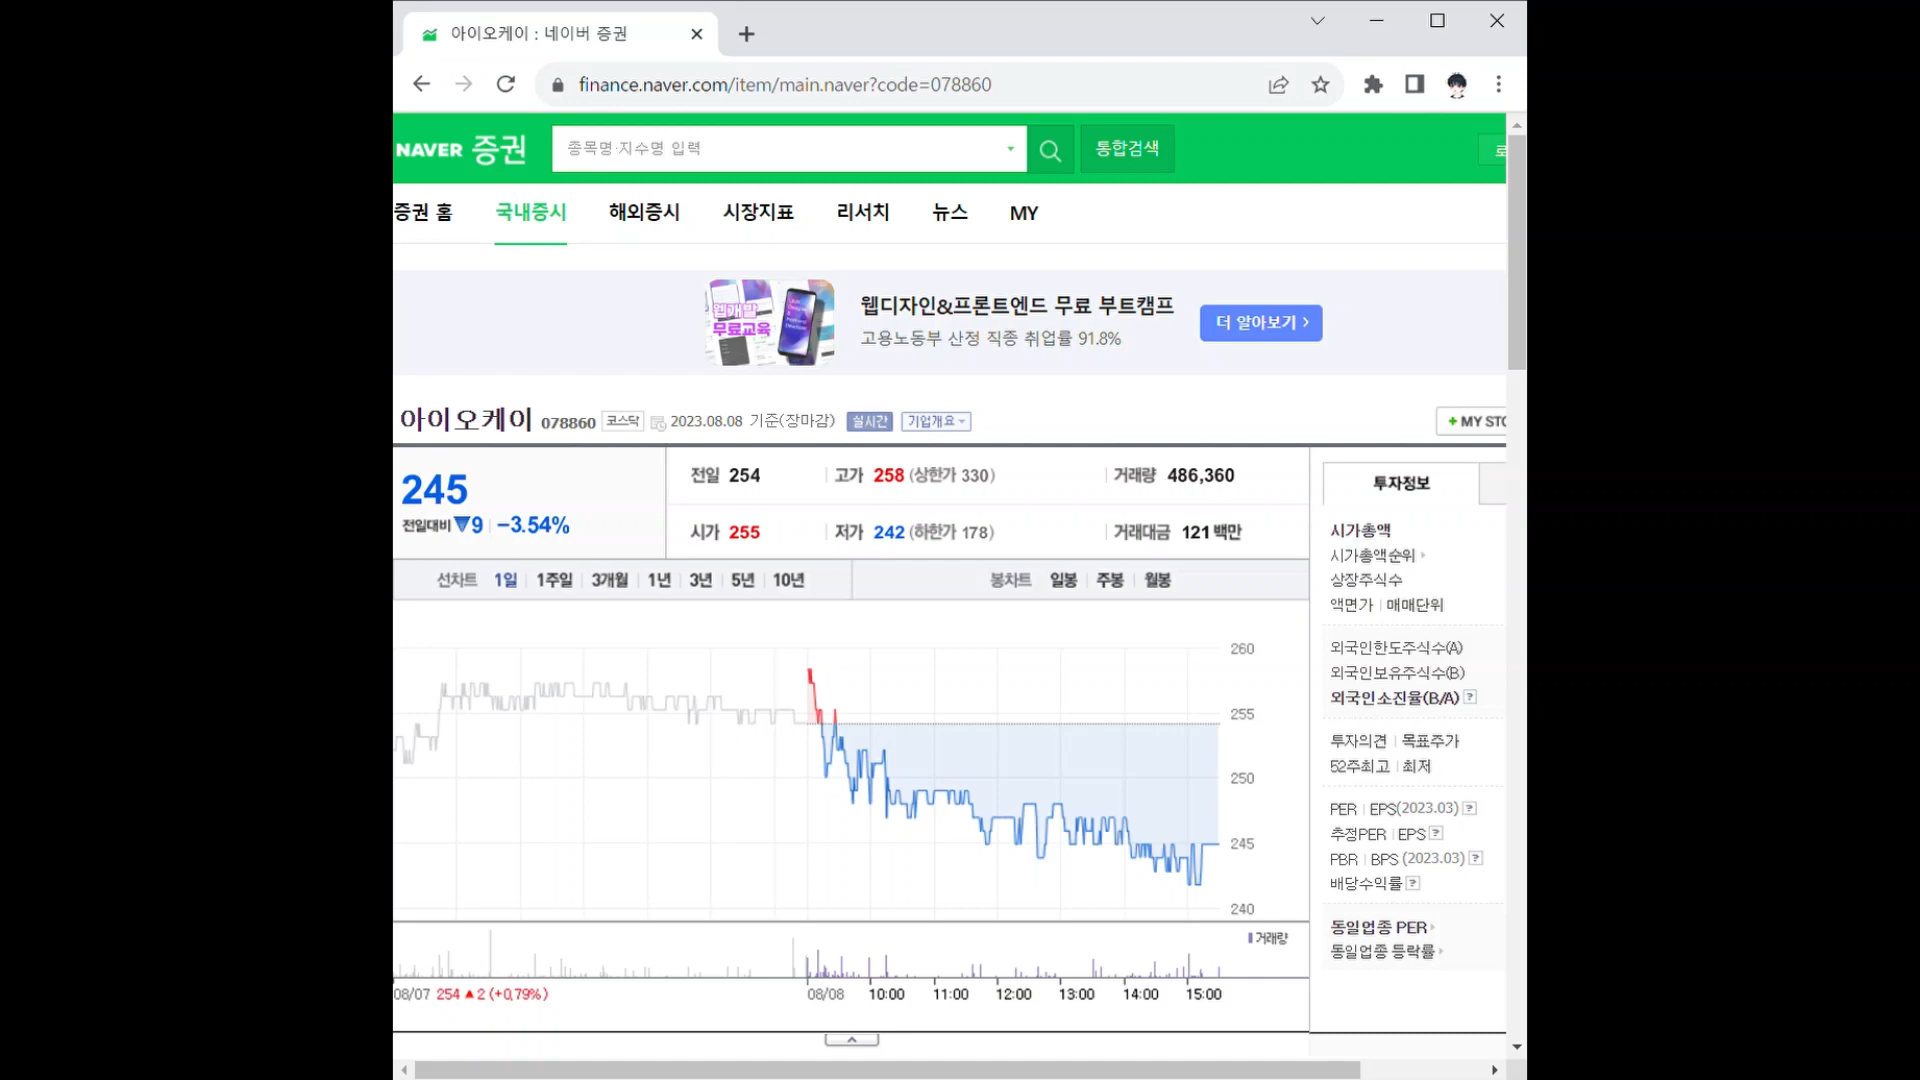 아이오케이 : 네이버 증권
finance.naver.com/item/main.naver?code=078860
NAVER 증권
종목명·지수명 입력
통합검색
로
증권 홈 국내증시 해외증시 시장지표 리서치 뉴스 MY
웹개발
무료교육
웹디자인&프론트엔드 무료 부트캠프
고용노동부 산정 직종 취업률 91.8%
더 알아보기 >
아이오케이 078860 코스닥 2023.08.08 기준(장마감) 실시간 기업개요
+ MY STO
245
전일대비 ▼9 -3.54%
전일 254 고가 258 (상한가 330) 거래량 486,360
시가 255 저가 242 (하한가 178) 거래대금 121 백만
선차트 1일 1주일 3개월 1년 3년 5년 10년
봉차트 일봉 주봉 월봉
260
255
250
245
240
거래량
08/07 254 ▲2 (+0,79%)
08/08 10:00 11:00 12:00 13:00 14:00 15:00
투자정보
시가총액
시가총액순위
상장주식수
액면가 | 매매단위
외국인한도주식수(A)
외국인보유주식수(B)
외국인소진율(B/A) ?
투자의견 | 목표주가
52주최고 | 최저
PER | EPS(2023.03) ?
추정PER | EPS ?
PBR | BPS (2023.03) ?
배당수익률 ?
동일업종 PER
동일업종 등락률